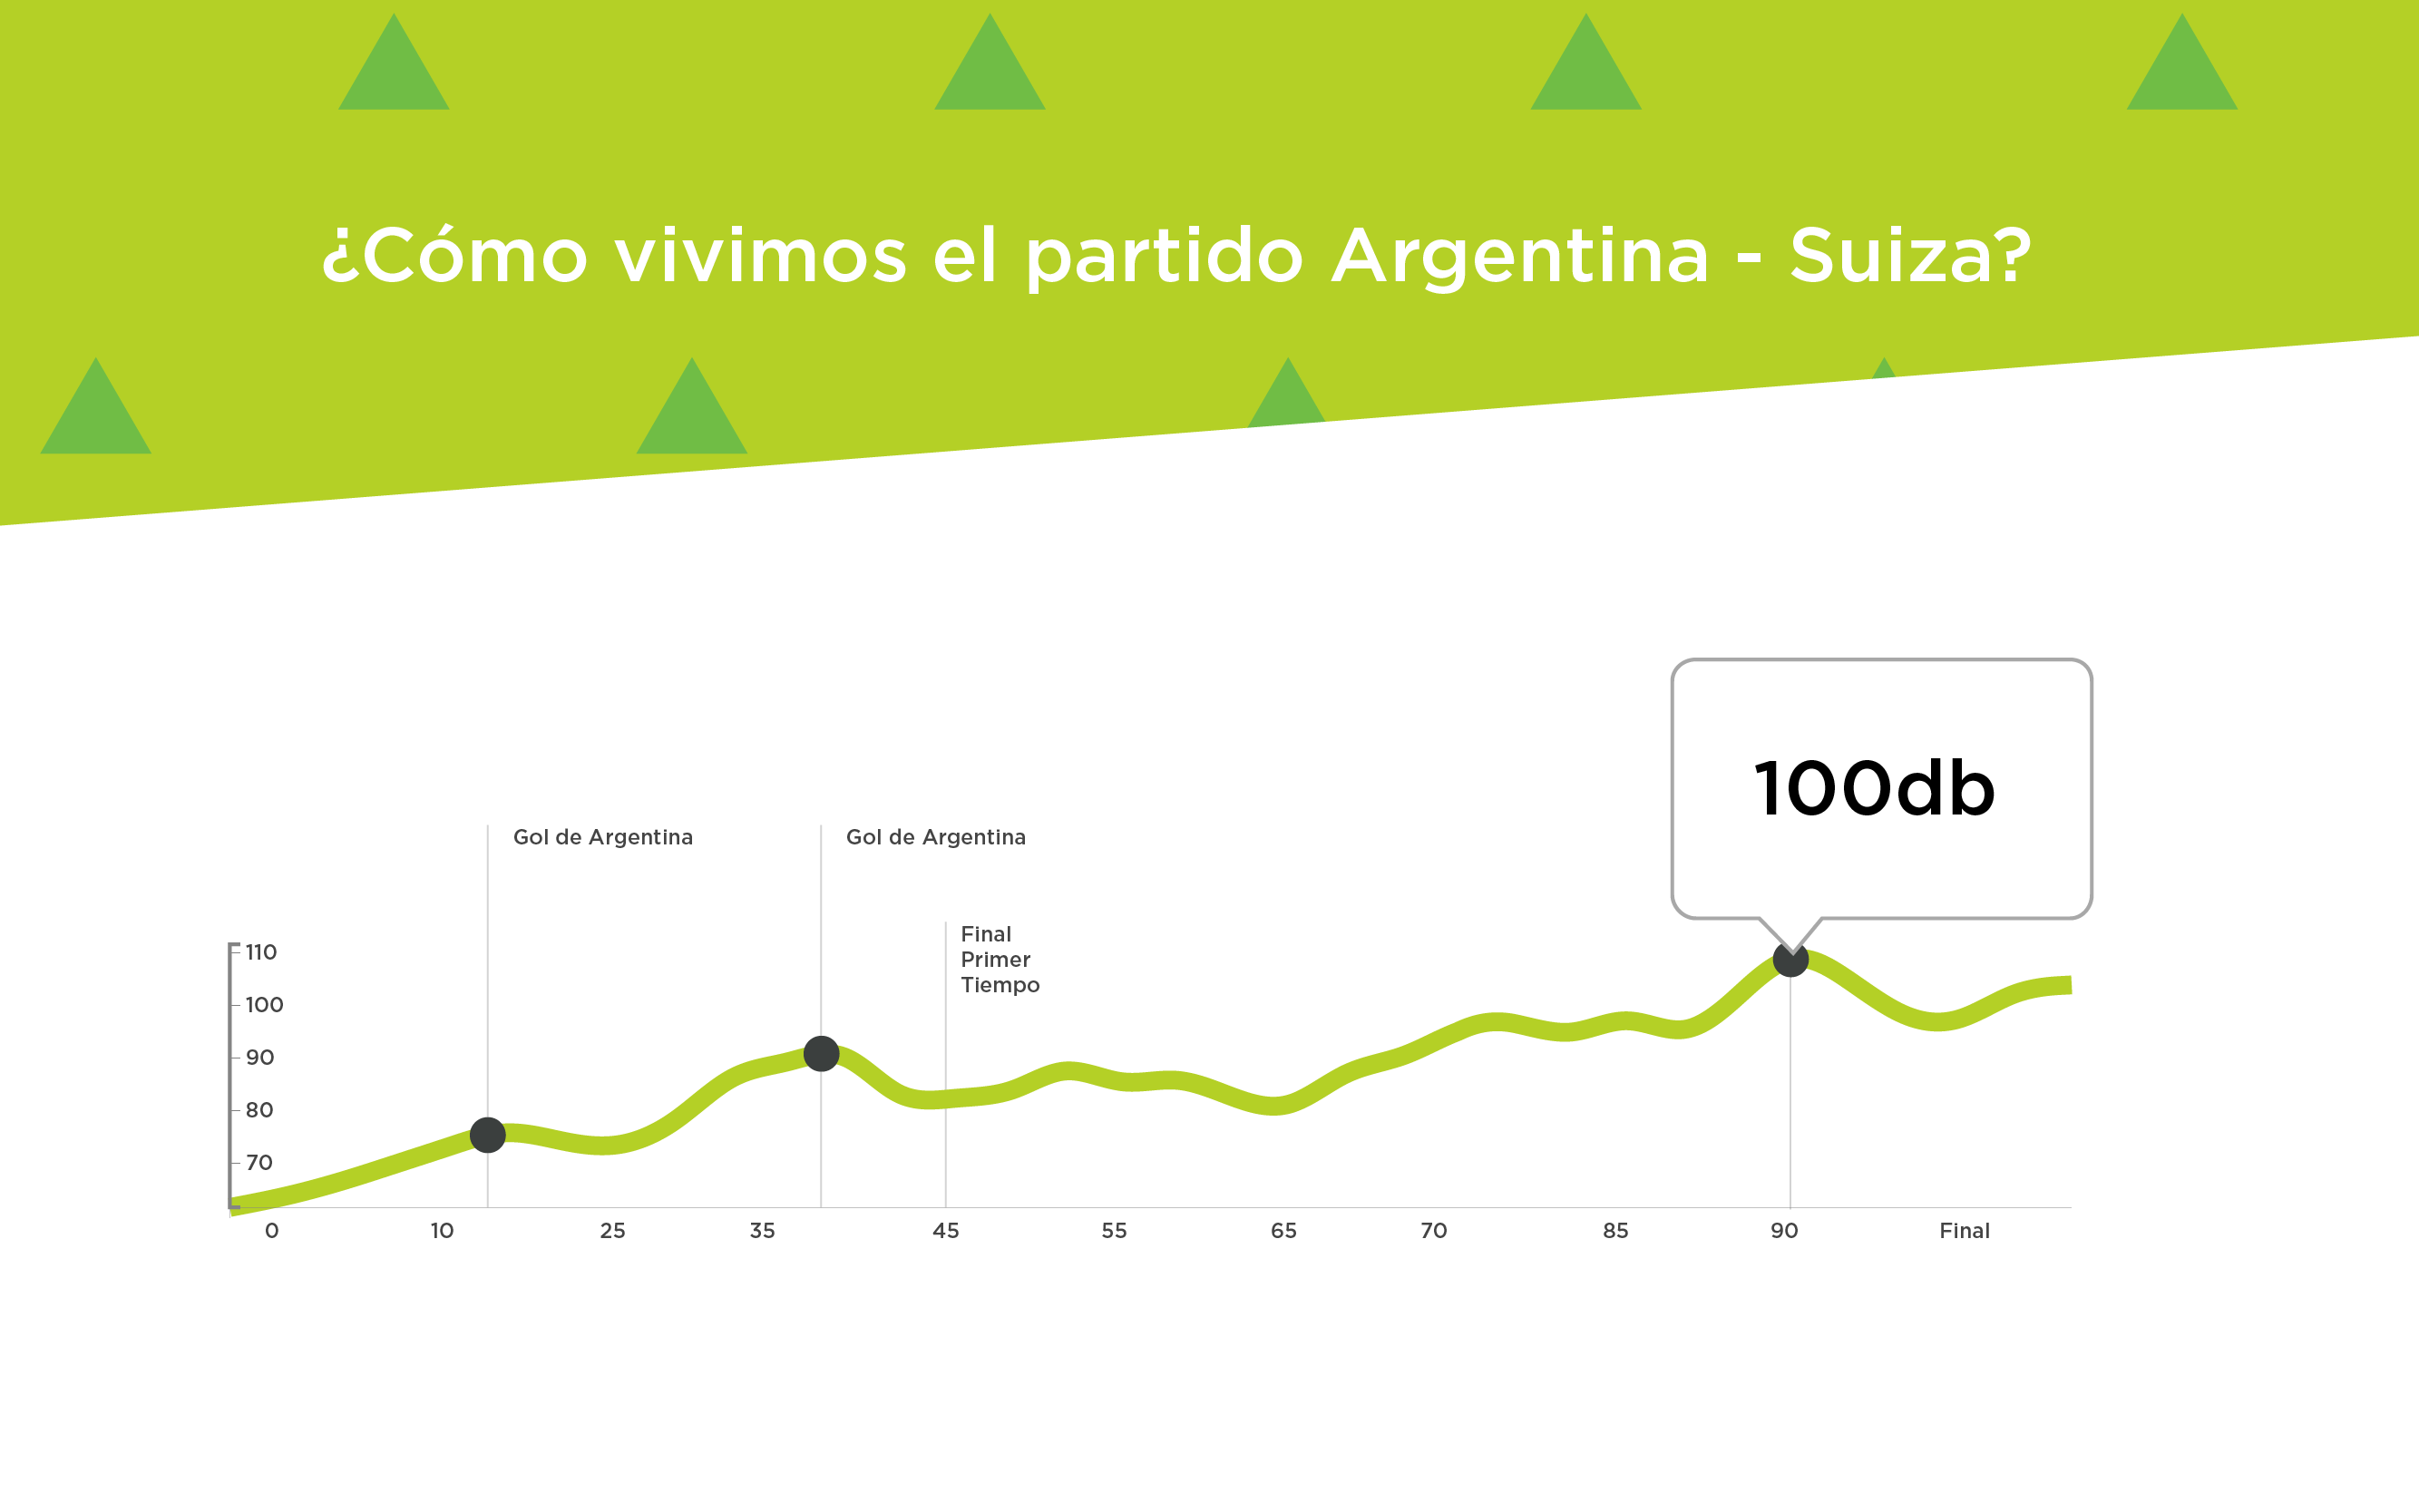 ¿Cómo vivimos el partido Argentina - Suiza?
100db
Gol de Argentina
Gol de Argentina
Final
Primer
Tiempo
110
100
90
80
70
0
10
25
35
45
55
65
70
85
90
Final